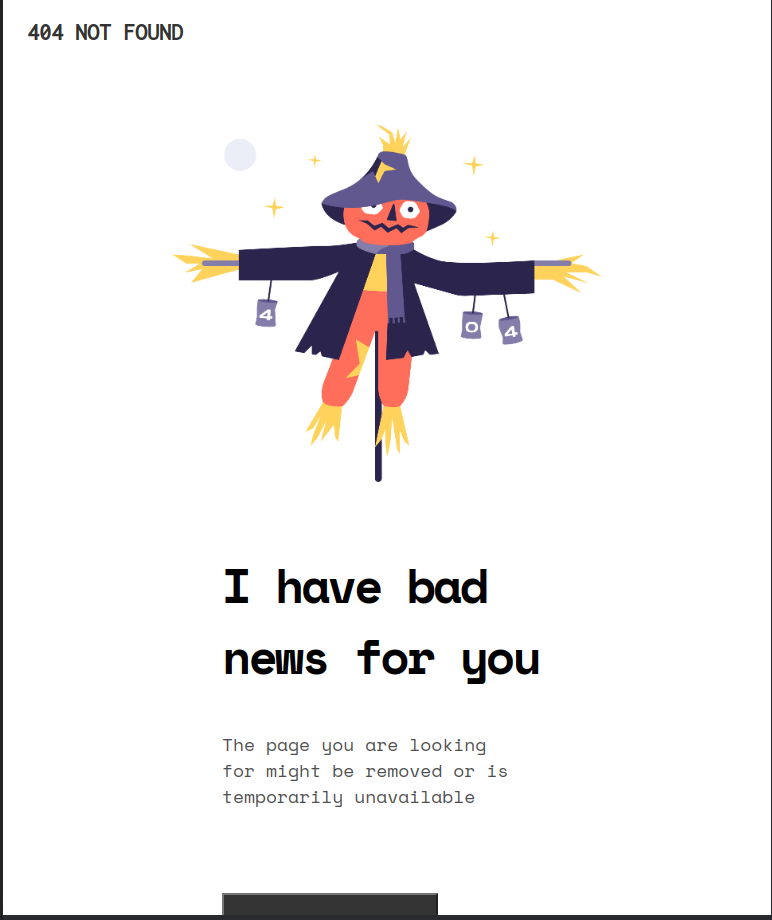 404 NOT FOUND
4
0
4
I have bad
news for you
The page you are looking
for might be removed or is
temporarily unavailable